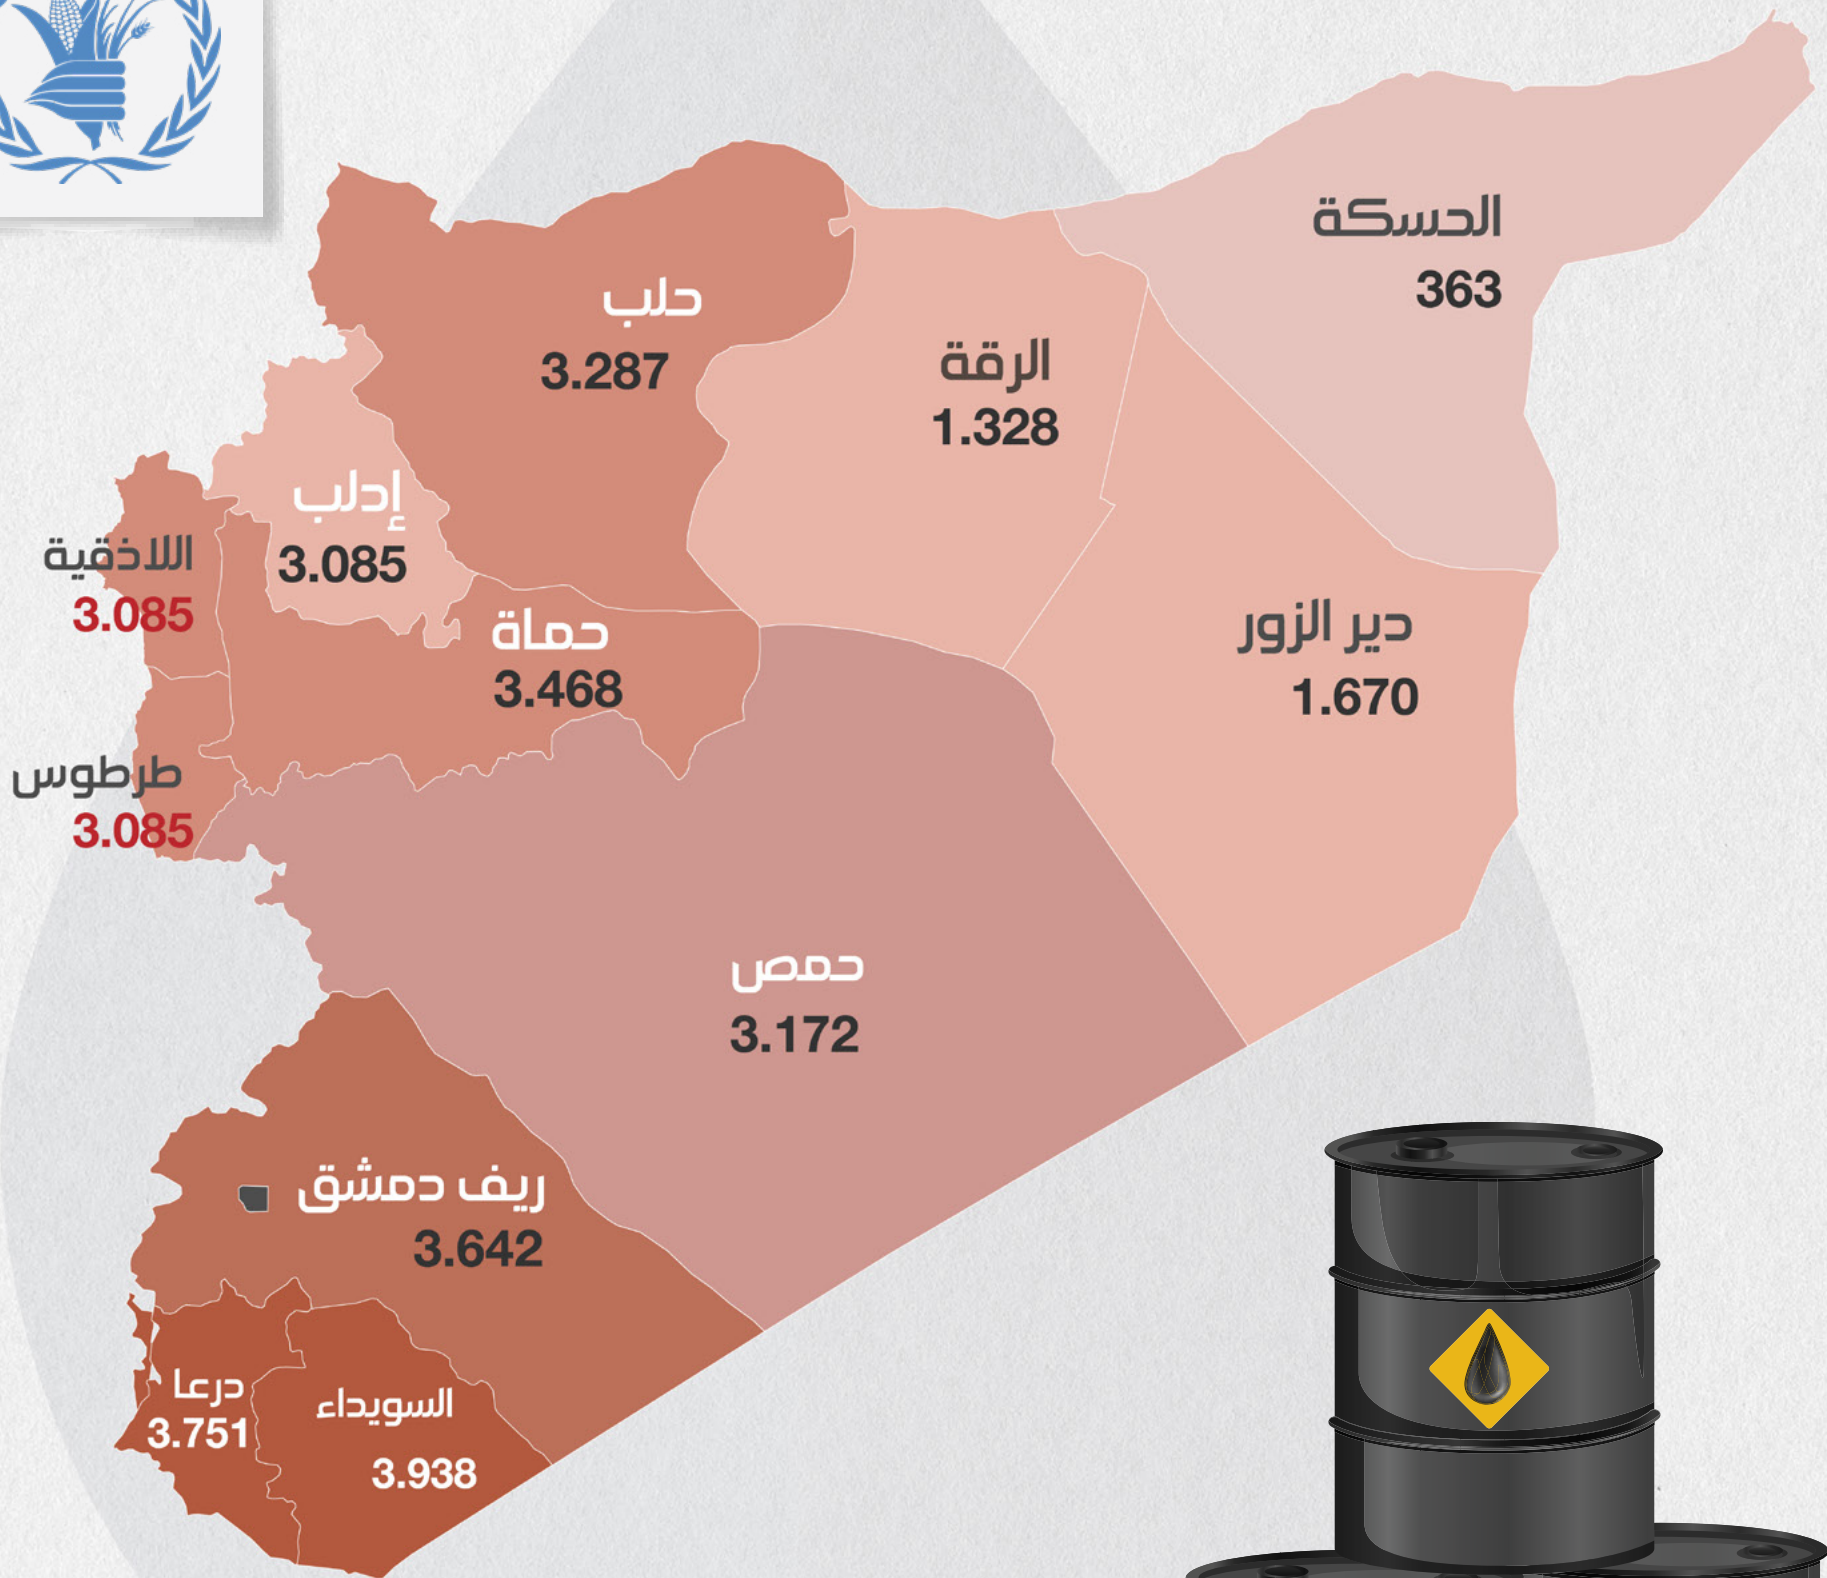 الحسكة
363
حلب
3.287
الرقة
1.328
إدلب
3.085
اللاذقية
3.085
حماة
3.468
دير الزور
1.670
طرطوس
3.085
حمص
3.172
ريف دمشق
3.642
درعا
3.751
السويداء
3.938